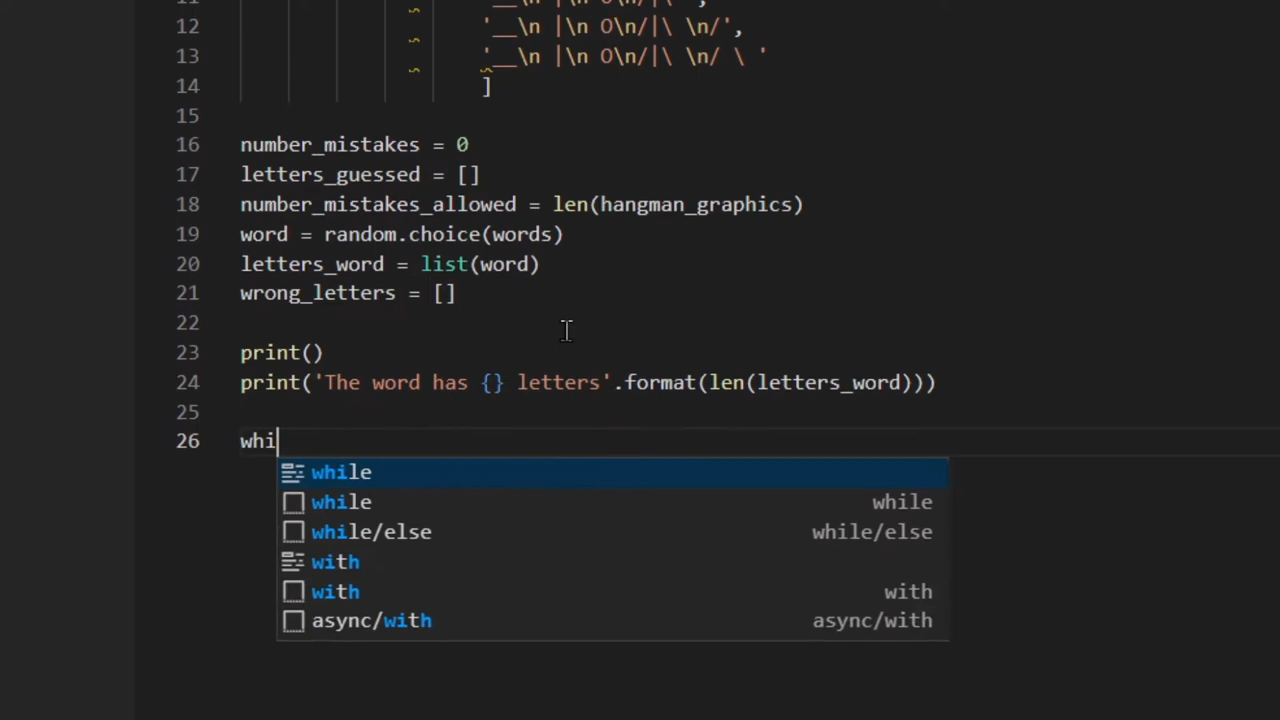 11 '__\n |\n O\n/|\ ',
12 '__\n |\n O\n/|\ \n/',
13 '__\n |\n O\n/|\ \n/ \ '
14 ]
15
16 number_mistakes = 0
17 letters_guessed = []
18 number_mistakes_allowed = len(hangman_graphics)
19 word = random.choice(words)
20 letters_word = list(word)
21 wrong_letters = []
22
23 print()
24 print('The word has {} letters'.format(len(letters_word)))
25
26 whi
while
while while
while/else while/else
with
with with
async/with async/with